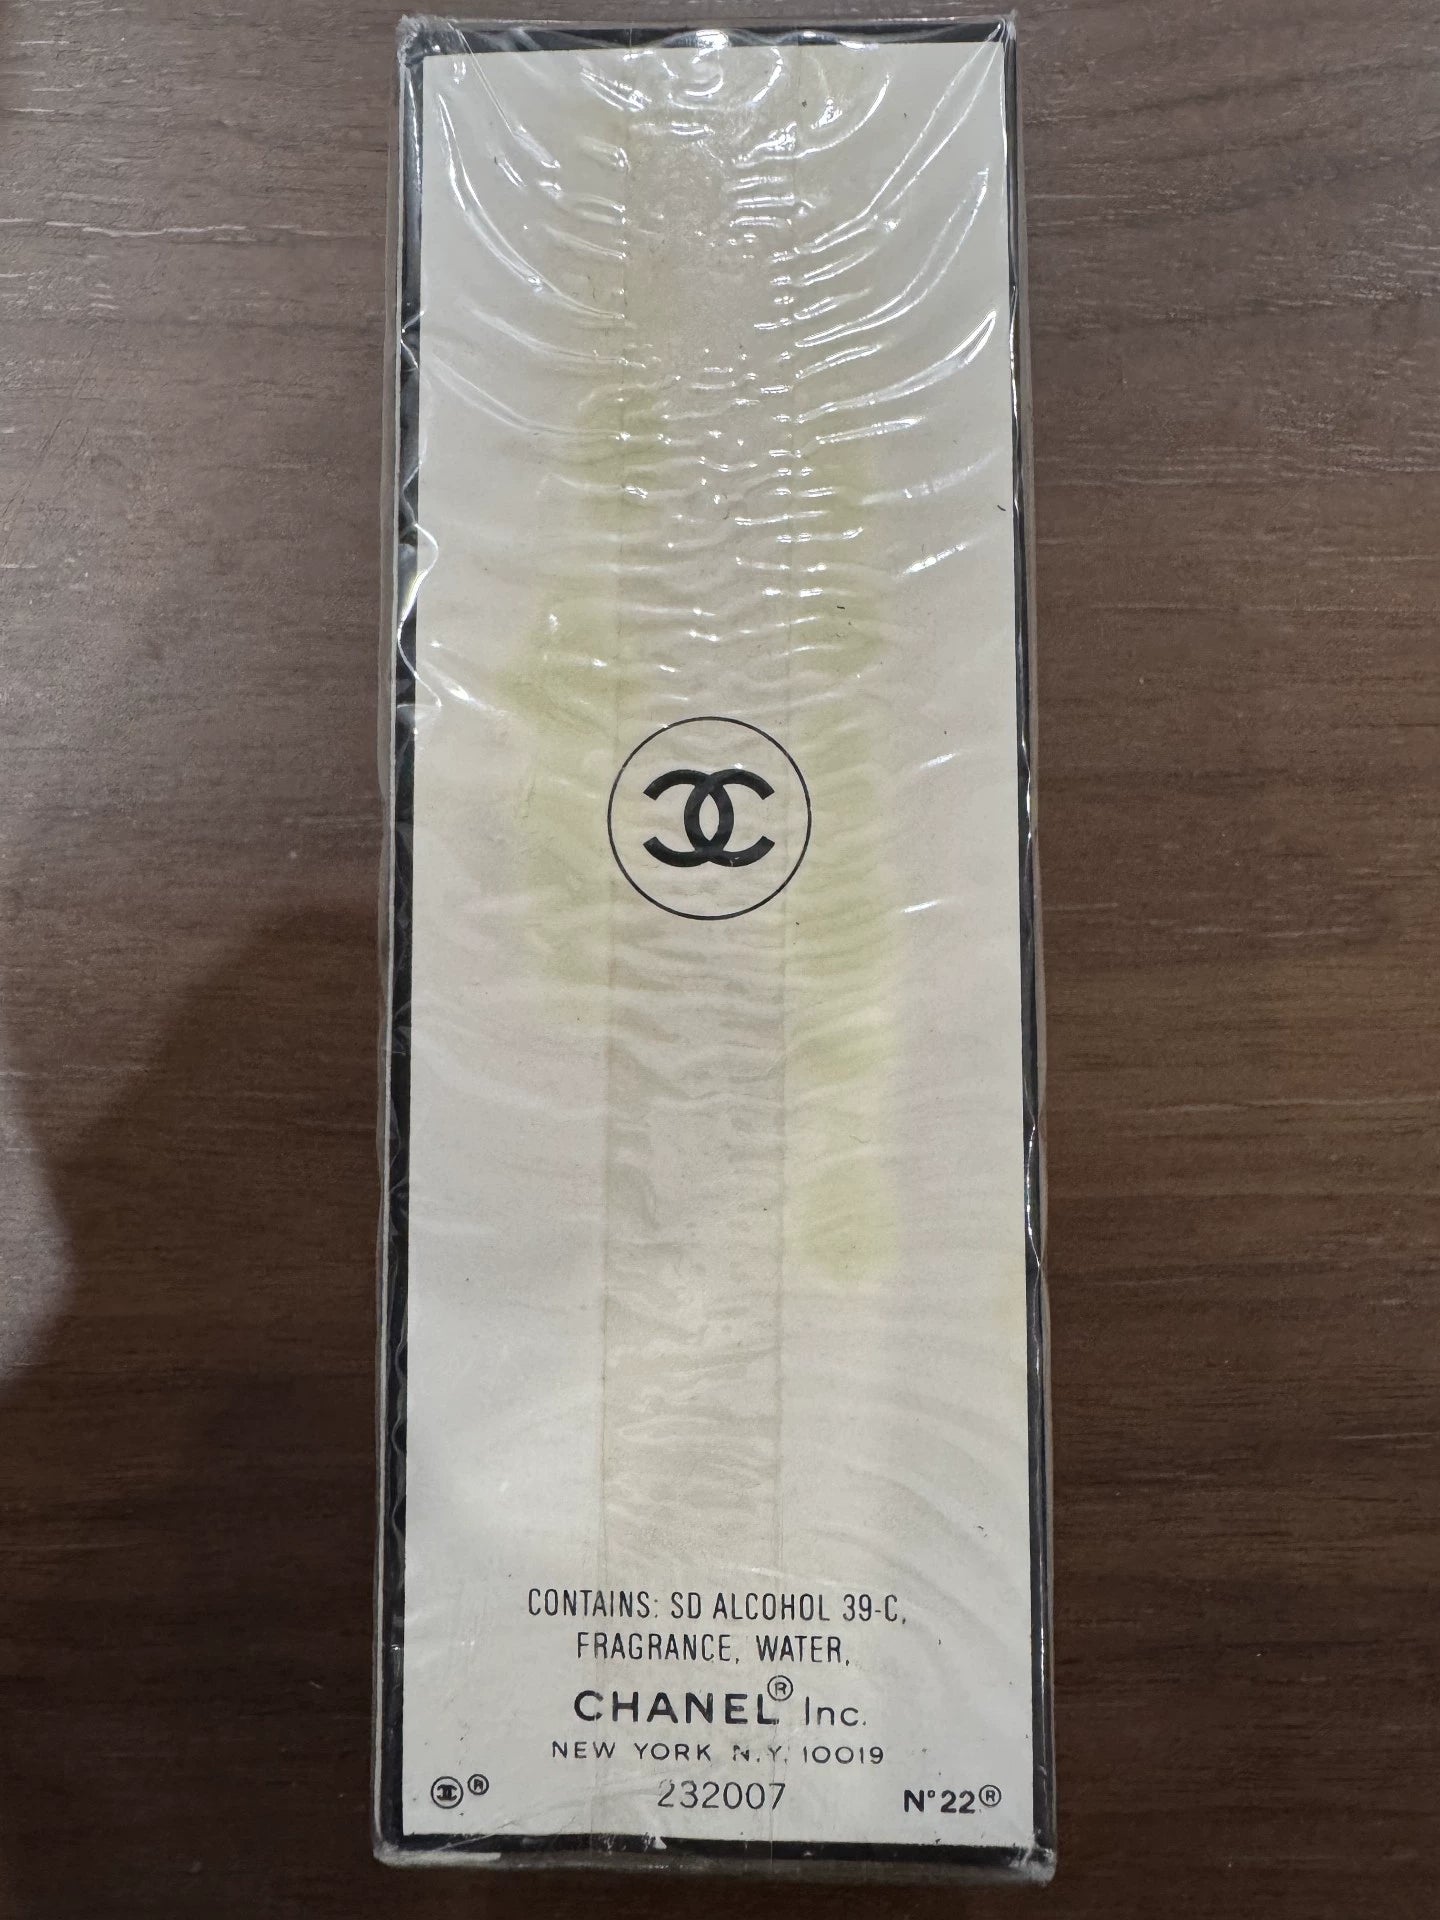 CONTAINS: SD ALCOHOL 39-C,
FRAGRANCE, WATER.
CHANEL® Inc.
NEW YORK N.Y. 10019
® 232007 N°22®